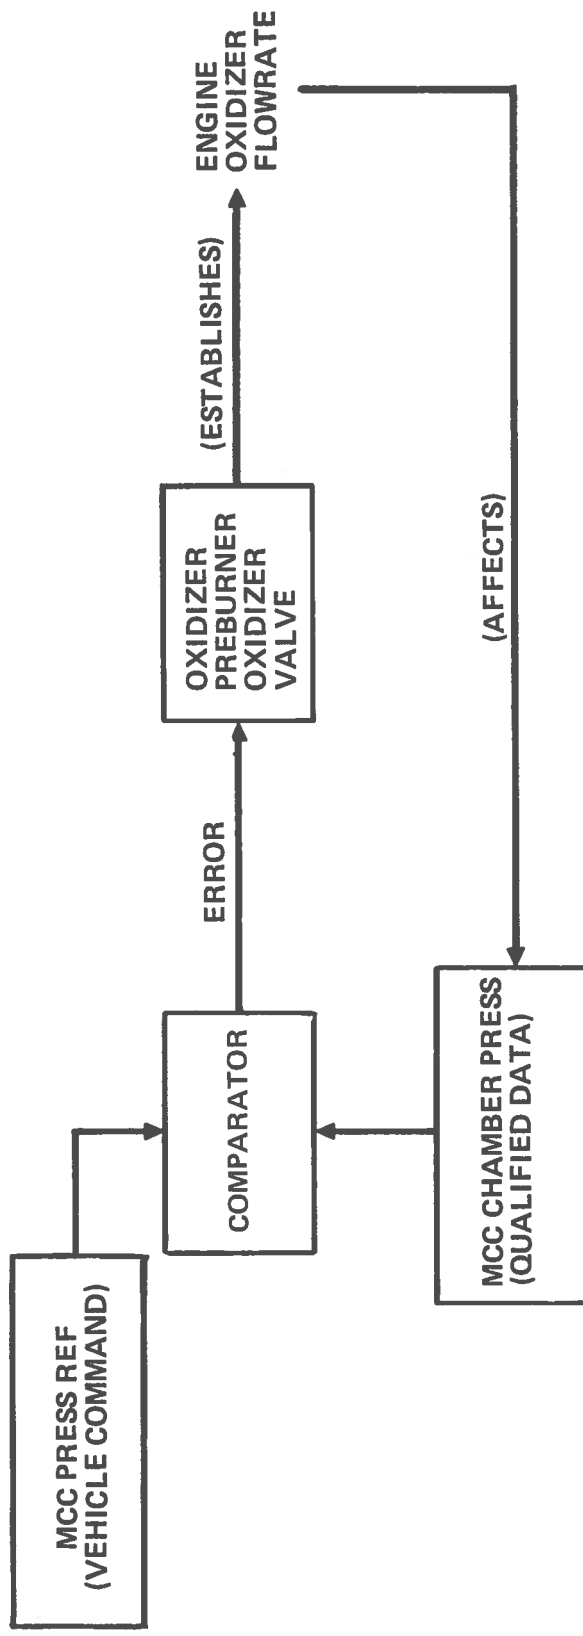 MCC PRESS REF
(VEHICLE COMMAND)
COMPARATOR
ERROR
OXIDIZER
PREBURNER
OXIDIZER
VALVE
(ESTABLISHES)
ENGINE
OXIDIZER
FLOWRATE
(AFFECTS)
MCC CHAMBER PRESS
(QUALIFIED DATA)